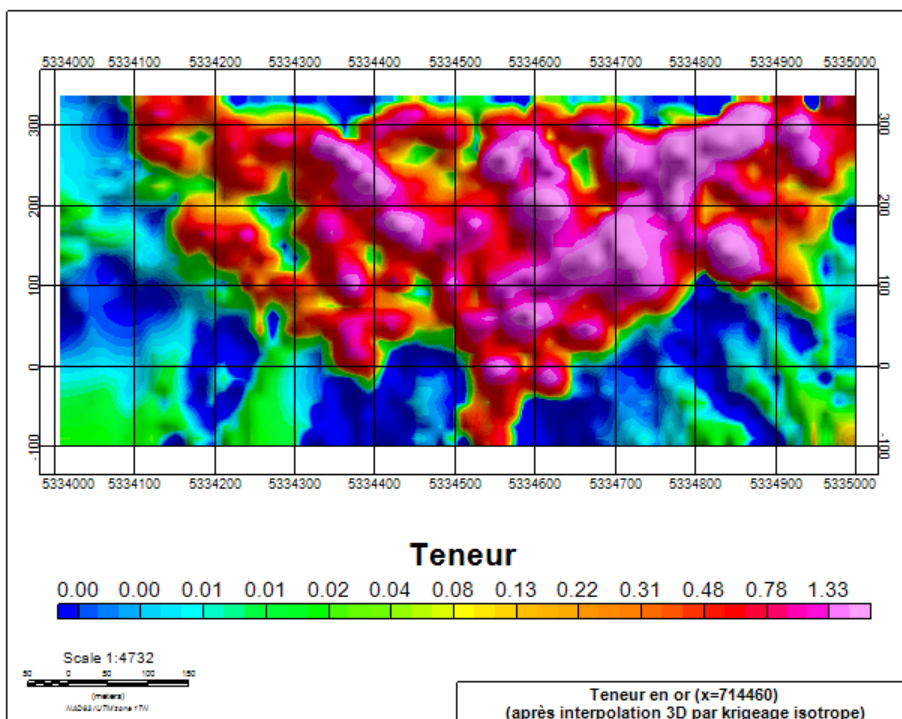 5334000 5334100 5334200 5334300 5334400 5334500 5334600 5334700 5334800 5334900 5335000
300 300
200 200
100 100
0 0
-100 -100
5334000 5334100 5334200 5334300 5334400 5334500 5334600 5334700 5334800 5334900 5335000
Teneur
0.00 0.00 0.01 0.01 0.02 0.04 0.08 0.13 0.22 0.31 0.48 0.78 1.33
Scale 1:4732
50 0 50 100 150
(meters)
NAD83 / UTM zone 17N
Teneur en or (x=714460)
(après interpolation 3D par krigeage isotrope)